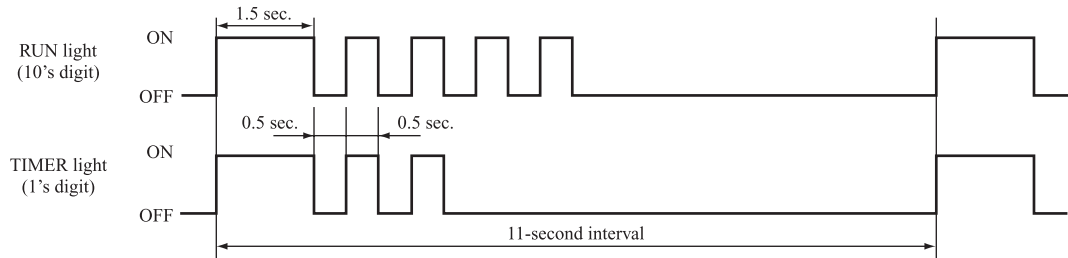 1.5 sec.
ON
RUN light
(10's digit)
OFF
0.5 sec.
0.5 sec.
ON
TIMER light
(1's digit)
OFF
11-second interval